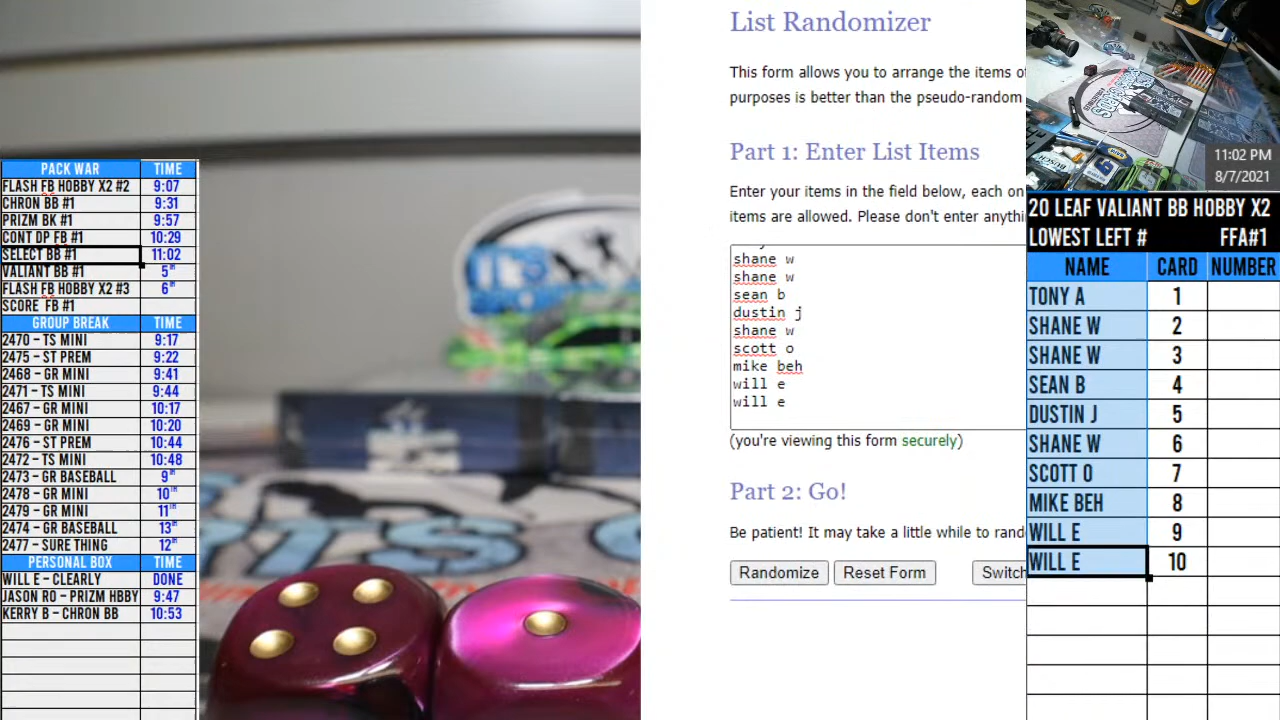 PACK WAR TIME
FLASH FB HOBBY X2 #2 9:07
CHRON BB #1 9:31
PRIZM BK #1 9:57
CONT DP FB #1 10:29
SELECT BB #1 11:02
VALIANT BB #1 5TH
FLASH FB HOBBY X2 #3 6TH
SCORE FB #1
GROUP BREAK TIME
2470 – TS MINI 9:17
2475 – ST PREM 9:22
2468 – GR MINI 9:41
2471 – TS MINI 9:44
2467 – GR MINI 10:17
2469 – GR MINI 10:20
2476 – ST PREM 10:44
2472 – TS MINI 10:48
2473 – GR BASEBALL 9TH
2478 – GR MINI 10TH
2479 – GR MINI 11TH
2474 – GR BASEBALL 13TH
2477 – SURE THING 12TH
PERSONAL BOX TIME
WILL E – CLEARLY DONE
JASON RO – PRIZM HBBY 9:47
KERRY B – CHRON BB 10:53
IT'S
List Randomizer
This form allows you to arrange the items of
purposes is better than the pseudo-random
Part 1: Enter List Items
Enter your items in the field below, each on
items are allowed. Please don't enter anythi
shane w
shane w
sean b
dustin j
shane w
scott o
mike beh
will e
will e
(you're viewing this form securely)
Part 2: Go!
Be patient! It may take a little while to rand
Randomize Reset Form Switch
11:02 PM
8/7/2021
20 LEAF VALIANT BB HOBBY X2
LOWEST LEFT # FFA#1
NAME CARD NUMBER
TONY A 1
SHANE W 2
SHANE W 3
SEAN B 4
DUSTIN J 5
SHANE W 6
SCOTT O 7
MIKE BEH 8
WILL E 9
WILL E 10